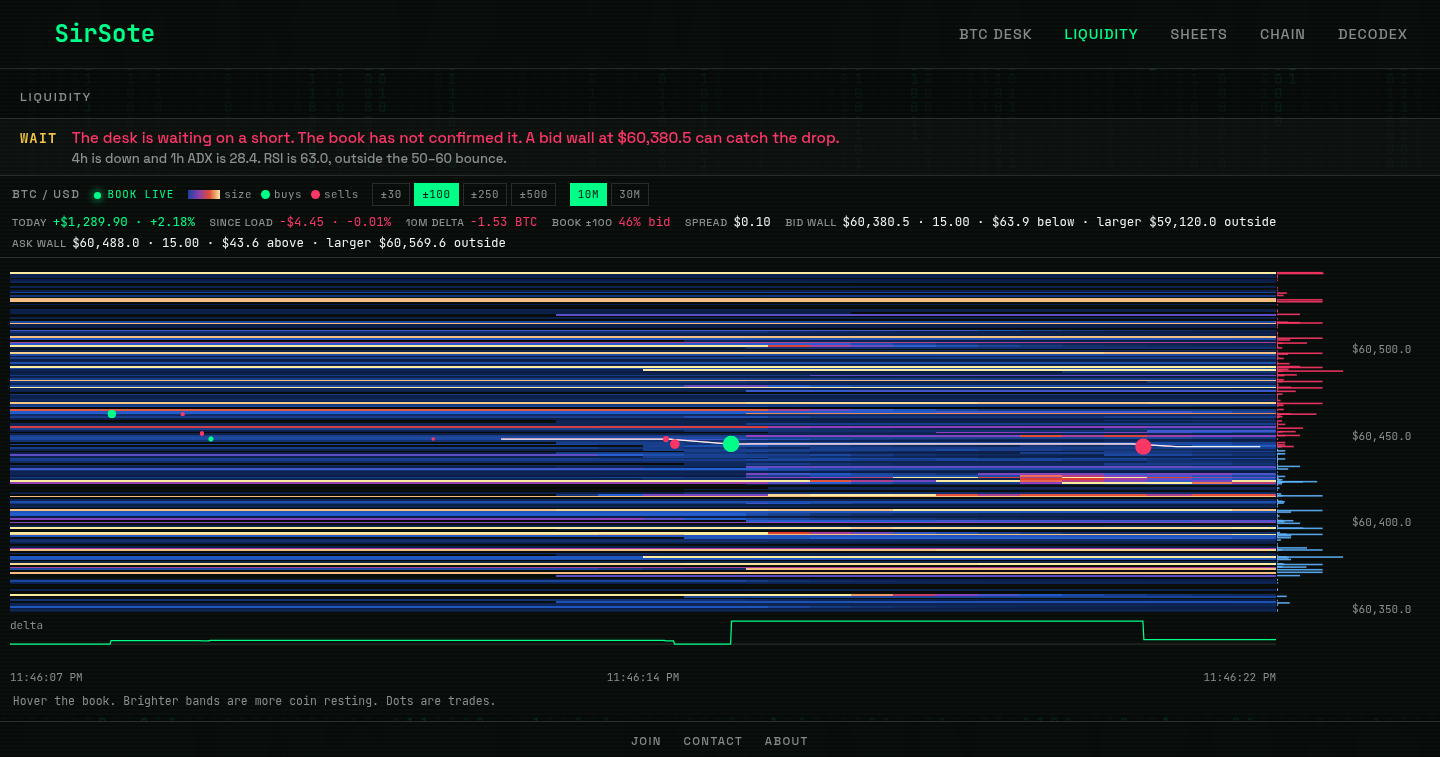 SirSote
BTC DESK LIQUIDITY SHEETS CHAIN DECODEX
LIQUIDITY
WAIT The desk is waiting on a short. The book has not confirmed it. A bid wall at $60,380.5 can catch the drop.
4h is down and 1h ADX is 28.4. RSI is 63.0, outside the 50–60 bounce.
BTC / USD BOOK LIVE size buys sells ±30 ±100 ±250 ±500 10M 30M
TODAY +$1,289.90 · +2.18% SINCE LOAD -$4.45 · -0.01% 10M DELTA -1.53 BTC BOOK ±100 46% bid SPREAD $0.10 BID WALL $60,380.5 · 15.00 · $63.9 below · larger $59,120.0 outside
ASK WALL $60,488.0 · 15.00 · $43.6 above · larger $60,569.6 outside
$60,500.0
$60,450.0
$60,400.0
$60,350.0
delta
11:46:07 PM 11:46:14 PM 11:46:22 PM
Hover the book. Brighter bands are more coin resting. Dots are trades.
JOIN CONTACT ABOUT